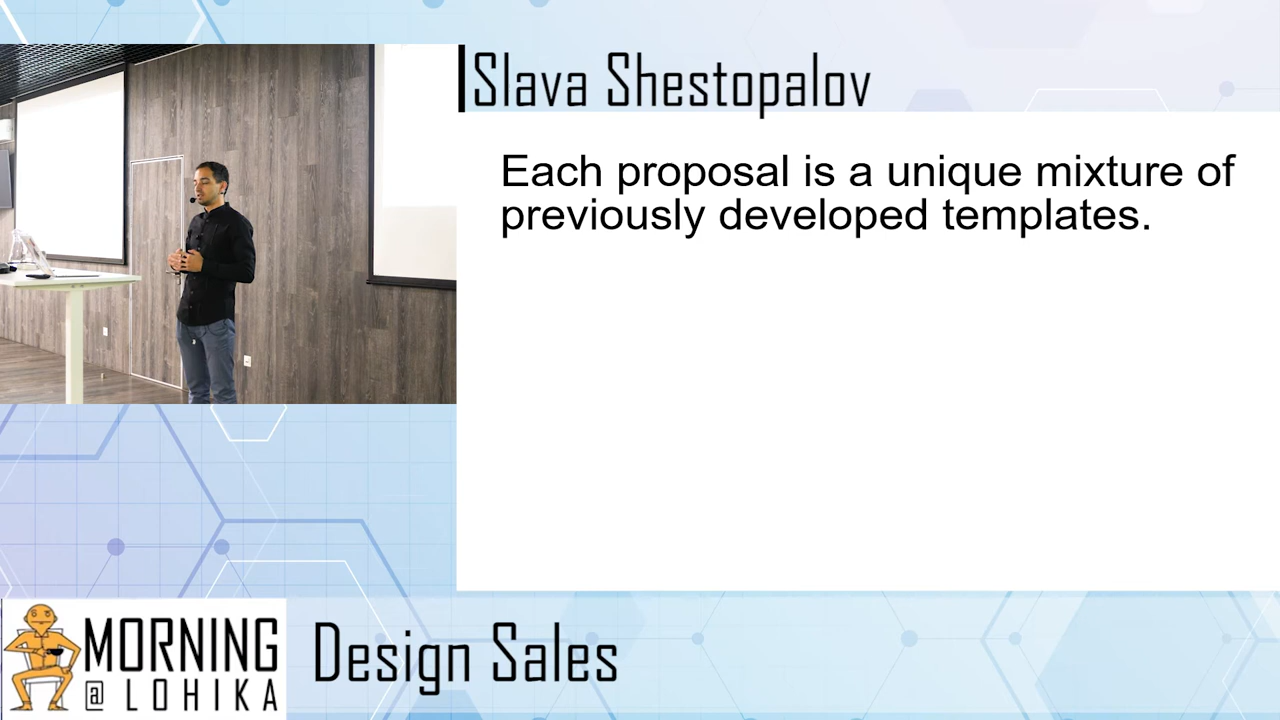 Slava Shestopalov
Each proposal is a unique mixture of
previously developed templates.
MORNING
@ LOHIKA
Design Sales